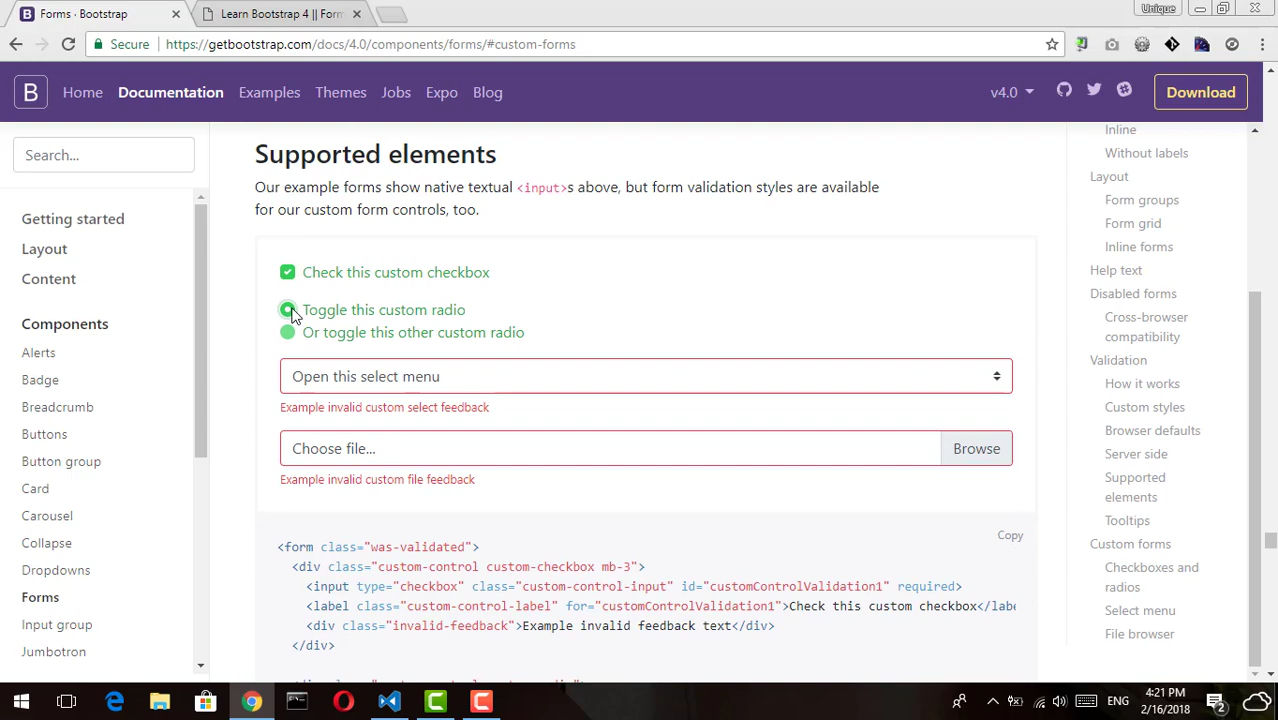 Forms · Bootstrap
Learn Bootstrap 4 || Form
Unique
Secure
https://getbootstrap.com/docs/4.0/components/forms/#custom-forms
B Home Documentation Examples Themes Jobs Expo Blog v4.0 Download
Search...
Getting started
Layout
Content
Components
Alerts
Badge
Breadcrumb
Buttons
Button group
Card
Carousel
Collapse
Dropdowns
Forms
Input group
Jumbotron
Supported elements
Our example forms show native textual <input>s above, but form validation styles are available
for our custom form controls, too.
Check this custom checkbox
Toggle this custom radio
Or toggle this other custom radio
Open this select menu
Example invalid custom select feedback
Choose file... Browse
Example invalid custom file feedback
Copy
<form class="was-validated">
<div class="custom-control custom-checkbox mb-3">
<input type="checkbox" class="custom-control-input" id="customControlValidation1" required>
<label class="custom-control-label" for="customControlValidation1">Check this custom checkbox</labe
<div class="invalid-feedback">Example invalid feedback text</div>
</div>
Inline
Without labels
Layout
Form groups
Form grid
Inline forms
Help text
Disabled forms
Cross-browser
compatibility
Validation
How it works
Custom styles
Browser defaults
Server side
Supported
elements
Tooltips
Custom forms
Checkboxes and
radios
Select menu
File browser
ENG
4:21 PM
2/16/2018
2